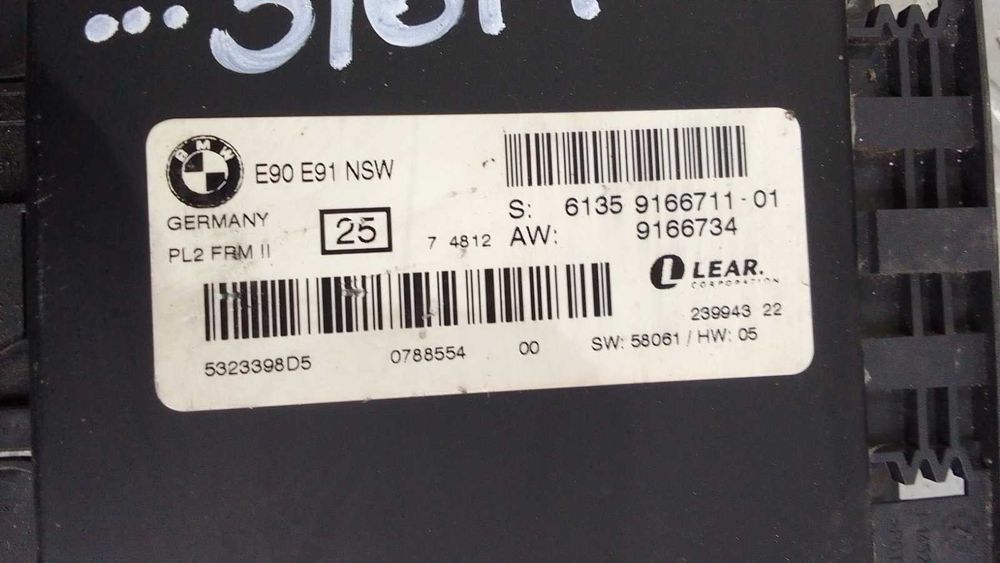 BMW
E90 E91 NSW
GERMANY
PL2 FRM II
25
7 4812
S: 6135 9166711-01
AW: 9166734
LEAR.
CORPORATION
239943 22
SW: 58061 / HW: 05
5323398D5 0788554 00